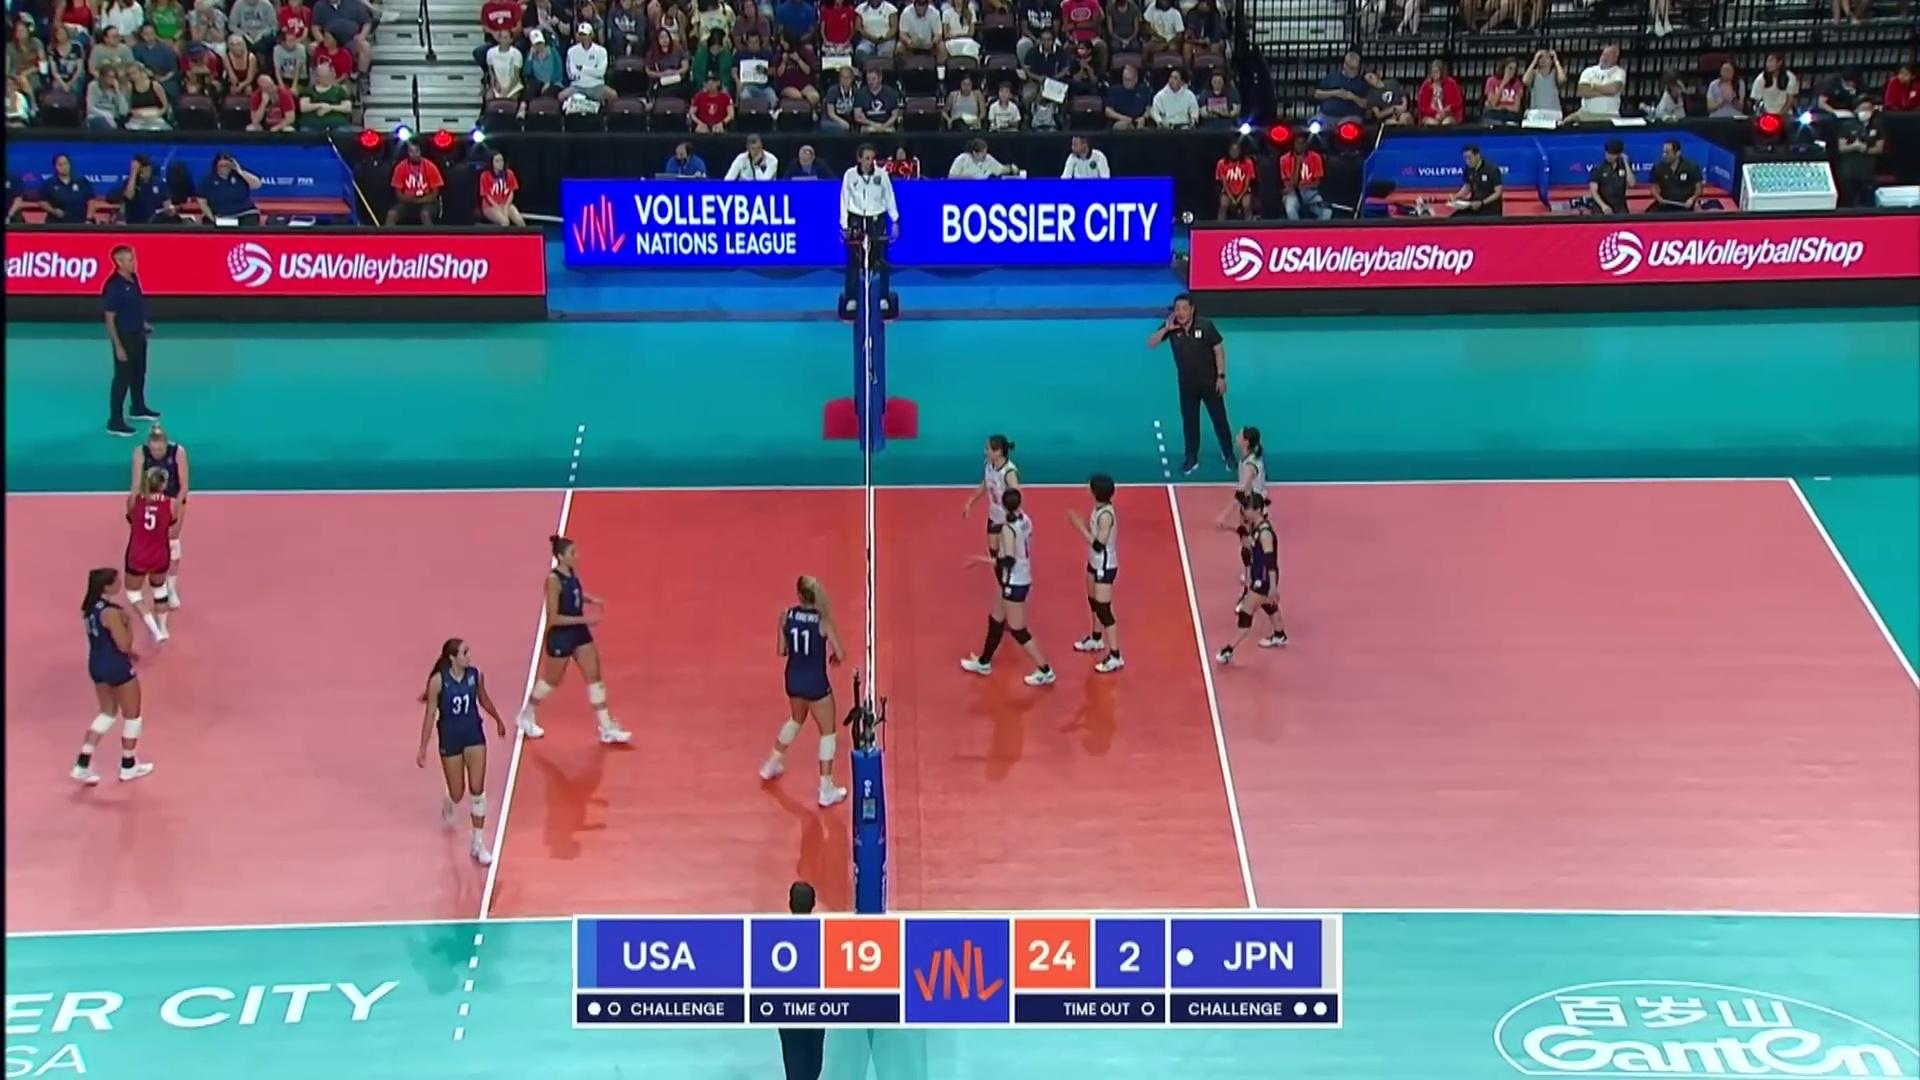 VNL VOLLEYBALL NATIONS LEAGUE
BOSSIER CITY
allShop
USAVolleyballShop
USAVolleyballShop
USAVolleyballShop
5
31
11
ER CITY
SA
USA 0 19 VNL 24 2 JPN
CHALLENGE TIME OUT TIME OUT CHALLENGE
百岁山
Ganten